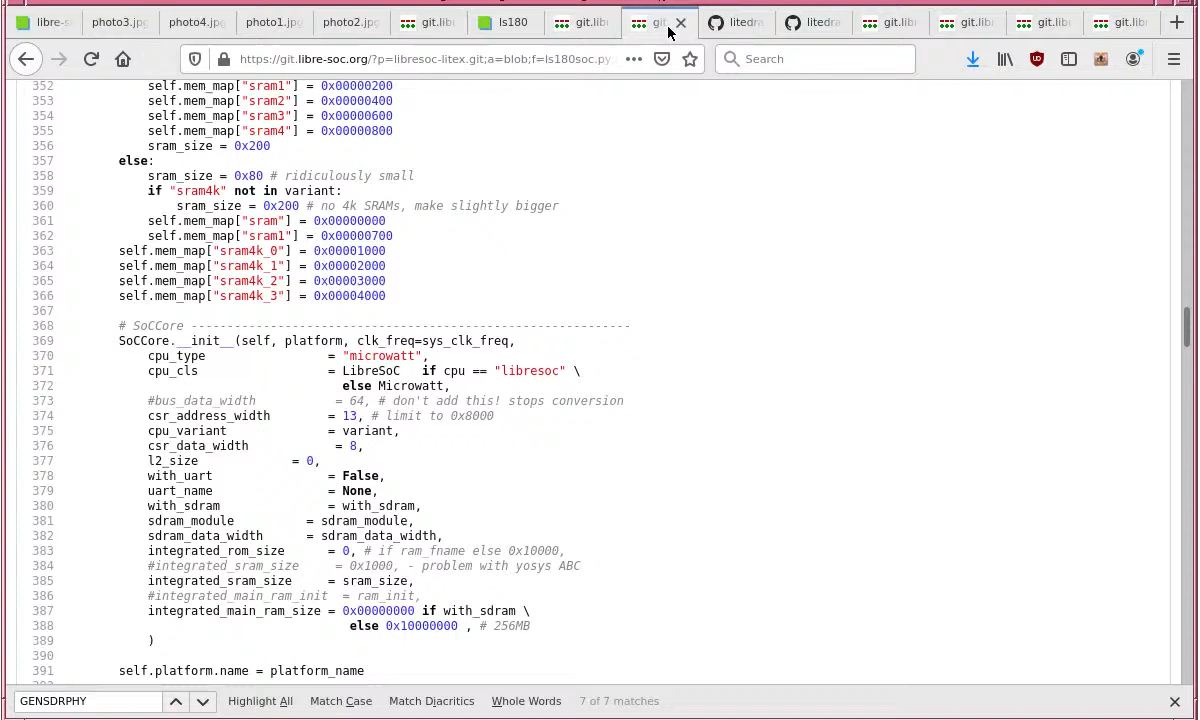 libre-
photo3.jpg
photo4.jpg
photo1.jpg
photo2.jpg
git.lib
ls180
git.lib
git.
litedra
litedra
git.lib
git.lib
git.lib
git.lib
https://git.libre-soc.org/?p=libresoc-litex.git;a=blob;f=ls180soc.py
Search
352 self.mem_map["sram1"] = 0x00000200
353 self.mem_map["sram2"] = 0x00000400
354 self.mem_map["sram3"] = 0x00000600
355 self.mem_map["sram4"] = 0x00000800
356 sram_size = 0x200
357 else:
358 sram_size = 0x80 # ridiculously small
359 if "sram4k" not in variant:
360 sram_size = 0x200 # no 4k SRAMs, make slightly bigger
361 self.mem_map["sram"] = 0x00000000
362 self.mem_map["sram1"] = 0x00000700
363 self.mem_map["sram4k_0"] = 0x00001000
364 self.mem_map["sram4k_1"] = 0x00002000
365 self.mem_map["sram4k_2"] = 0x00003000
366 self.mem_map["sram4k_3"] = 0x00004000
367
368 # SoCCore -------------------------------------------------------------
369 SoCCore.__init__(self, platform, clk_freq=sys_clk_freq,
370 cpu_type = "microwatt",
371 cpu_cls = LibreSoC if cpu == "libresoc" \
372 else Microwatt,
373 #bus_data_width = 64, # don't add this! stops conversion
374 csr_address_width = 13, # limit to 0x8000
375 cpu_variant = variant,
376 csr_data_width = 8,
377 l2_size = 0,
378 with_uart = False,
379 uart_name = None,
380 with_sdram = with_sdram,
381 sdram_module = sdram_module,
382 sdram_data_width = sdram_data_width,
383 integrated_rom_size = 0, # if ram_fname else 0x10000,
384 #integrated_sram_size = 0x1000, - problem with yosys ABC
385 integrated_sram_size = sram_size,
386 #integrated_main_ram_init = ram_init,
387 integrated_main_ram_size = 0x00000000 if with_sdram \
388 else 0x10000000 , # 256MB
389 )
390
391 self.platform.name = platform_name
GENSDRPHY
Highlight All
Match Case
Match Diacritics
Whole Words
7 of 7 matches